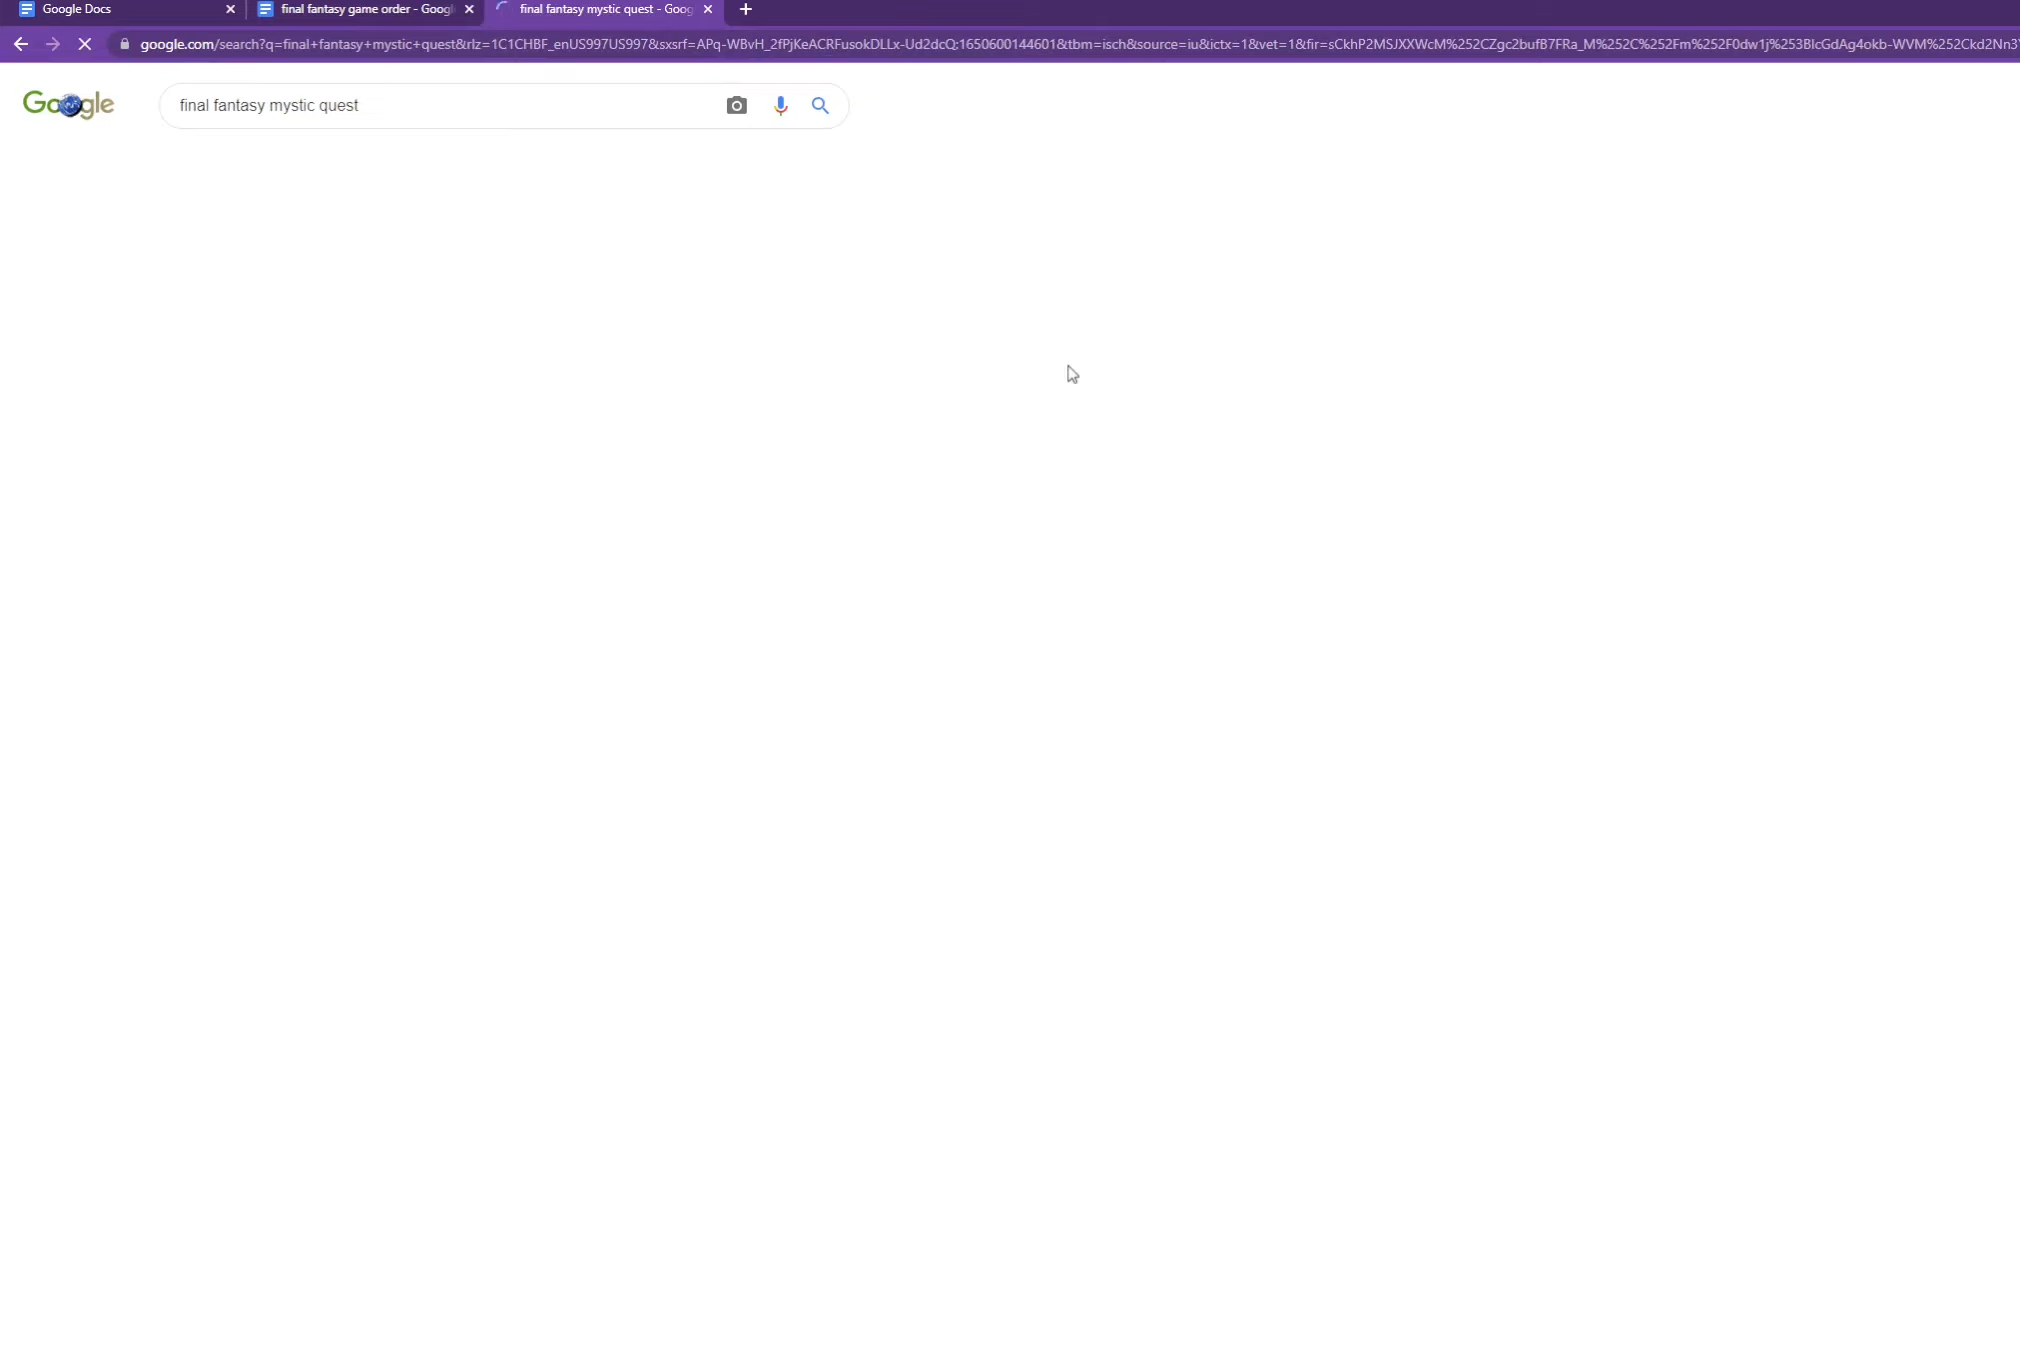 Google Docs
final fantasy game order - Goog
final fantasy mystic quest - Goog
google.com/search?q=final+fantasy+mystic+quest&rlz=1C1CHBF_enUS997US997&sxsrf=APq-WBvH_2fPjKeACRFusokDLLx-Ud2dcQ:1650600144601&tbm=isch&source=iu&ictx=1&vet=1&fir=sCkhP2MSJXXWcM%252CZgc2bufB7FRa_M%252C%252Fm%252F0dw1j%253BIcGdAg4okb-WVM%252Ckd2Nn3
Google
final fantasy mystic quest